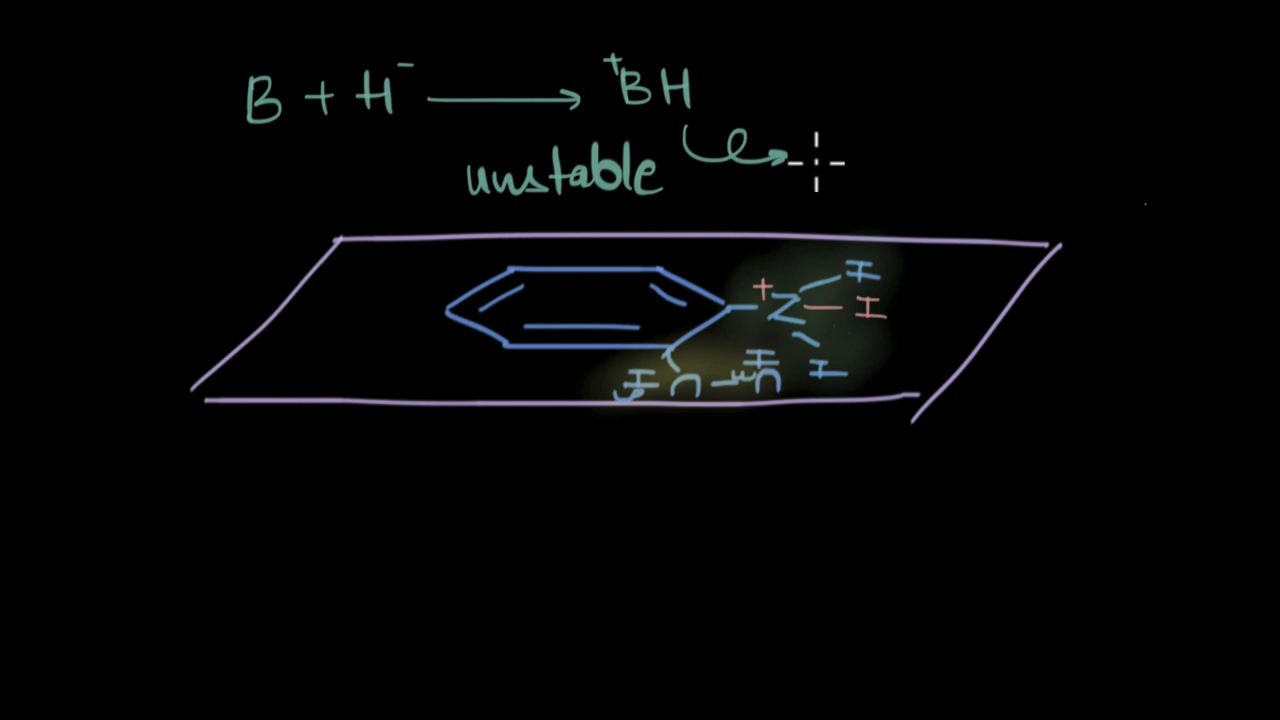 B + H⁻ ⟶ ⁺BH
unstable
H
+ N H
H